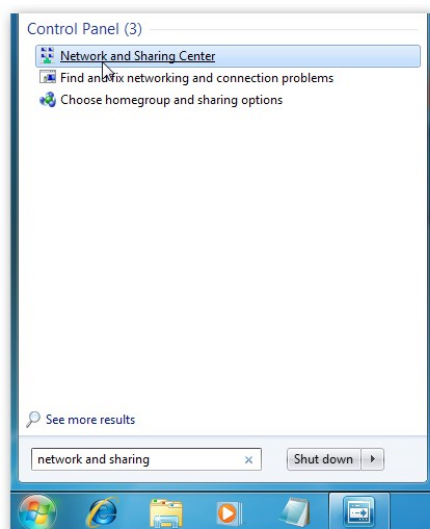 Control Panel (3)
Network and Sharing Center
Find and fix networking and connection problems
Choose homegroup and sharing options
See more results
network and sharing
Shut down